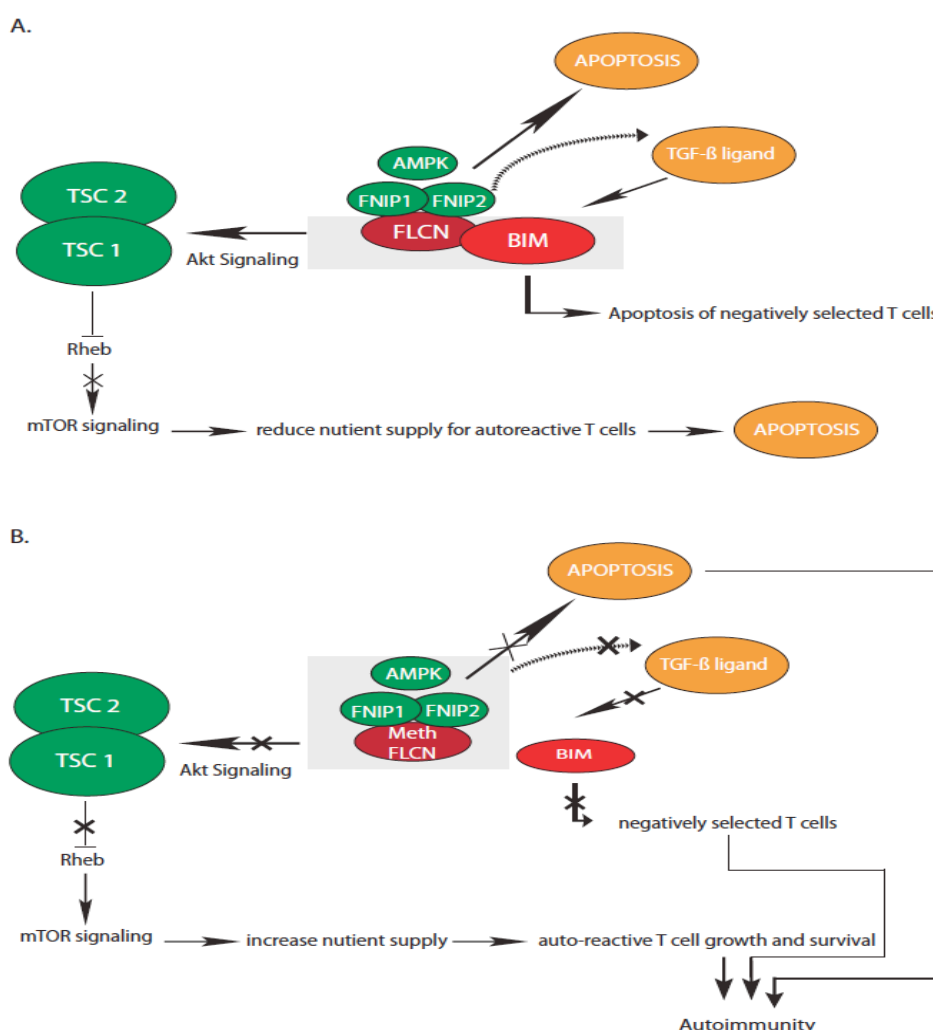 A.
APOPTOSIS
AMPK
TGF-ß ligand
TSC 2
FNIP1
FNIP2
FLCN
BIM
TSC 1
Akt Signaling
Apoptosis of negatively selected T cells
Rheb
mTOR signaling
reduce nutient supply for autoreactive T cells
APOPTOSIS
B.
APOPTOSIS
TGF-ß ligand
AMPK
TSC 2
FNIP1
FNIP2
Meth
FLCN
TSC 1
BIM
Akt Signaling
negatively selected T cells
Rheb
mTOR signaling
increase nutient supply
auto-reactive T cell growth and survival
Autoimmunity